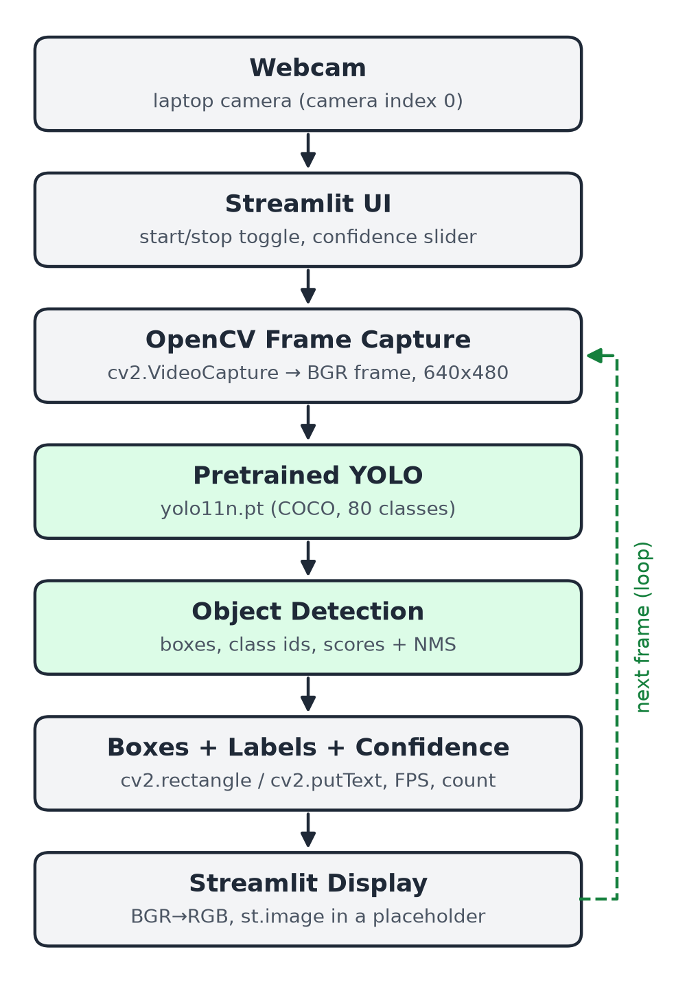 Webcam
laptop camera (camera index 0)
Streamlit UI
start/stop toggle, confidence slider
OpenCV Frame Capture
cv2.VideoCapture → BGR frame, 640x480
Pretrained YOLO
yolo11n.pt (COCO, 80 classes)
Object Detection
boxes, class ids, scores + NMS
Boxes + Labels + Confidence
cv2.rectangle / cv2.putText, FPS, count
Streamlit Display
BGR→RGB, st.image in a placeholder
next frame (loop)